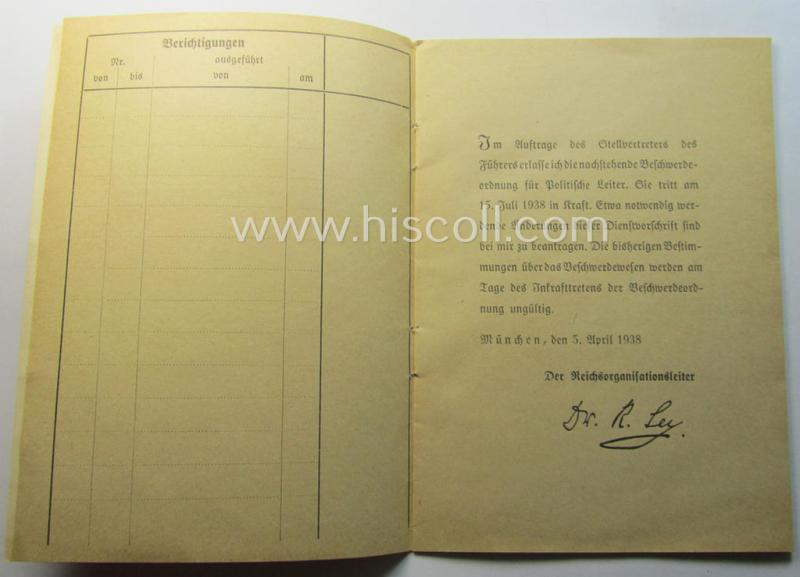 Berichtigungen
Nr. ausgeführt
von bis von am
Im Auftrage des Stellvertreters des
Führers erlasse ich die nachstehende Beschwerde-
ordnung für Politische Leiter. Sie tritt am
15. Juli 1938 in Kraft. Etwa notwendig wer-
dende Änderungen dieser Dienstvorschrift sind
bei mir zu beantragen. Die bisherigen Bestim-
mungen über das Beschwerdewesen werden am
Tage des Inkrafttretens der Beschwerdeord-
nung ungültig.
München, den 5. April 1938
Der Reichsorganisationsleiter
Dr. R. Ley.
www.hiscoll.com